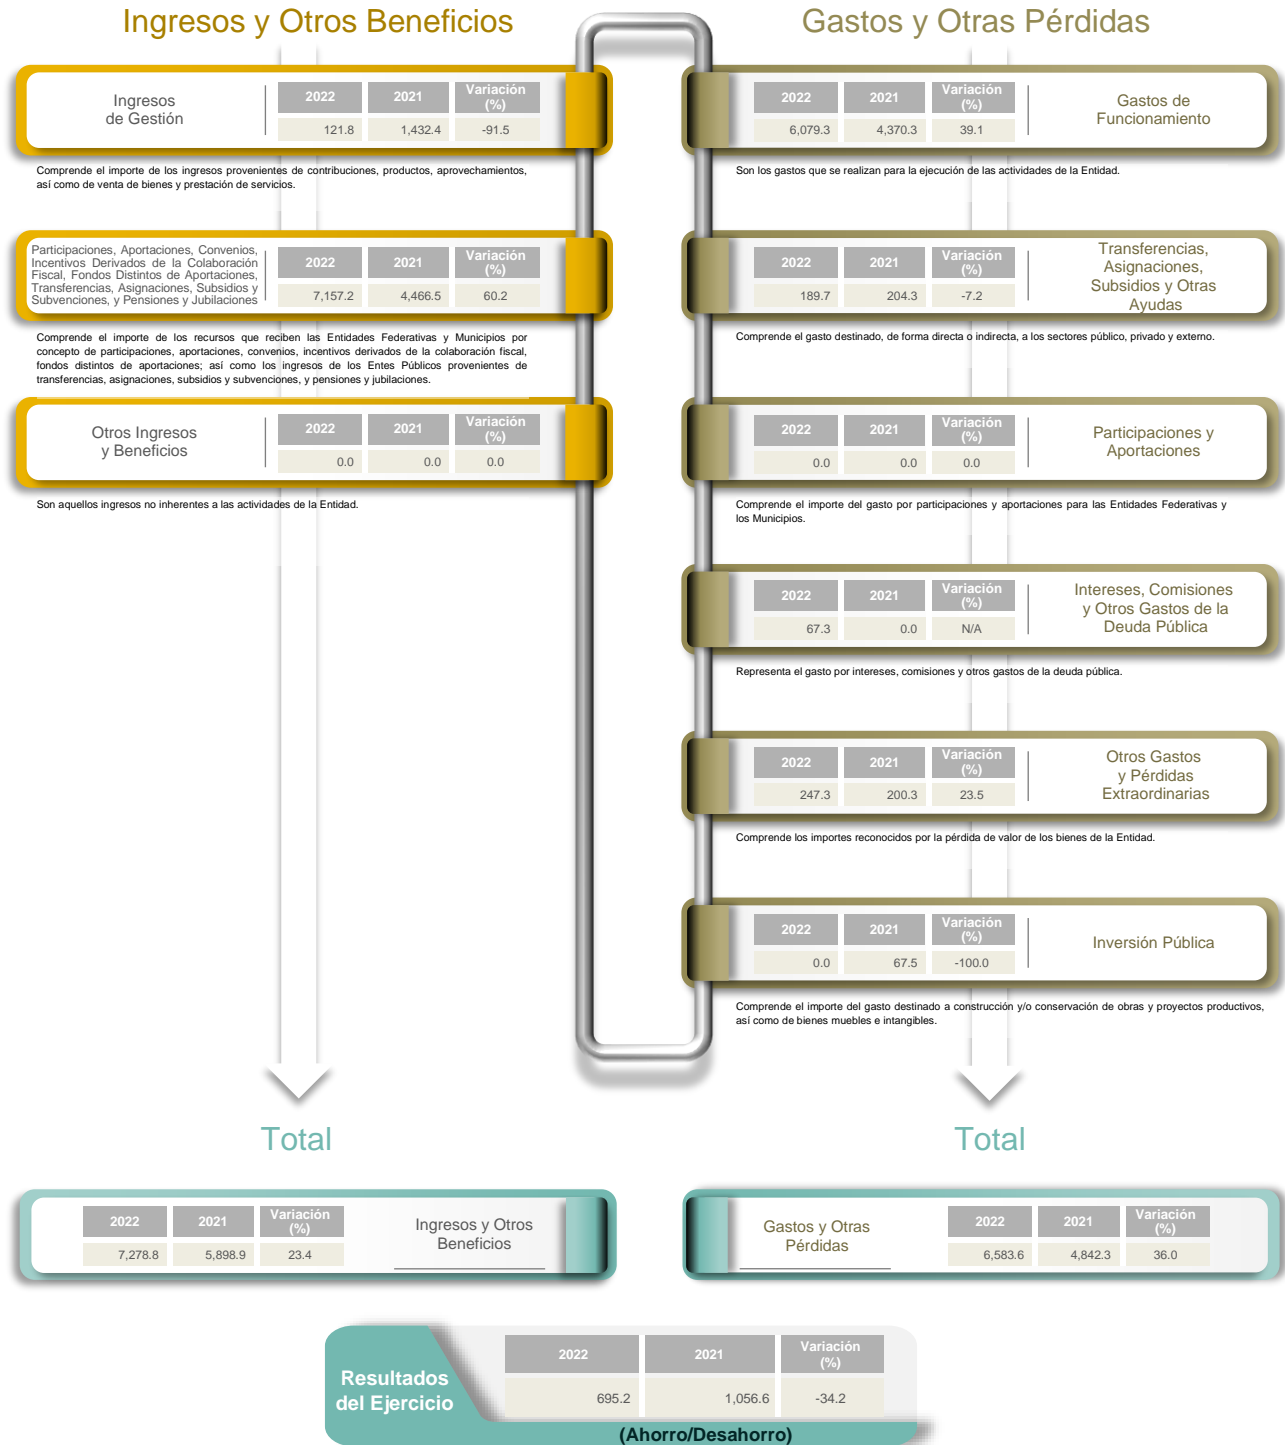 Ingresos y Otros Beneficios
Ingresos
de Gestión
2022 2021 Variación (%)
121.8 1,432.4 -91.5
Comprende el importe de los ingresos provenientes de contribuciones, productos, aprovechamientos,
así como de venta de bienes y prestación de servicios.
Participaciones, Aportaciones, Convenios,
Incentivos Derivados de la Colaboración
Fiscal, Fondos Distintos de Aportaciones,
Transferencias, Asignaciones, Subsidios y
Subvenciones, y Pensiones y Jubilaciones
2022 2021 Variación (%)
7,157.2 4,466.5 60.2
Comprende el importe de los recursos que reciben las Entidades Federativas y Municipios por
concepto de participaciones, aportaciones, convenios, incentivos derivados de la colaboración fiscal,
fondos distintos de aportaciones; así como los ingresos de los Entes Públicos provenientes de
transferencias, asignaciones, subsidios y subvenciones, y pensiones y jubilaciones.
Otros Ingresos
y Beneficios
2022 2021 Variación (%)
0.0 0.0 0.0
Son aquellos ingresos no inherentes a las actividades de la Entidad.
Gastos y Otras Pérdidas
2022 2021 Variación (%)
6,079.3 4,370.3 39.1
Gastos de
Funcionamiento
Son los gastos que se realizan para la ejecución de las actividades de la Entidad.
2022 2021 Variación (%)
189.7 204.3 -7.2
Transferencias,
Asignaciones,
Subsidios y Otras
Ayudas
Comprende el gasto destinado, de forma directa o indirecta, a los sectores público, privado y externo.
2022 2021 Variación (%)
0.0 0.0 0.0
Participaciones y
Aportaciones
Comprende el importe del gasto por participaciones y aportaciones para las Entidades Federativas y
los Municipios.
2022 2021 Variación (%)
67.3 0.0 N/A
Intereses, Comisiones
y Otros Gastos de la
Deuda Pública
Representa el gasto por intereses, comisiones y otros gastos de la deuda pública.
2022 2021 Variación (%)
247.3 200.3 23.5
Otros Gastos
y Pérdidas
Extraordinarias
Comprende los importes reconocidos por la pérdida de valor de los bienes de la Entidad.
2022 2021 Variación (%)
0.0 67.5 -100.0
Inversión Pública
Comprende el importe del gasto destinado a construcción y/o conservación de obras y proyectos productivos,
así como de bienes muebles e intangibles.
Total
2022 2021 Variación (%)
7,278.8 5,898.9 23.4
Ingresos y Otros
Beneficios
Total
Gastos y Otras
Pérdidas
2022 2021 Variación (%)
6,583.6 4,842.3 36.0
Resultados
del Ejercicio
2022 2021 Variación (%)
695.2 1,056.6 -34.2
(Ahorro/Desahorro)